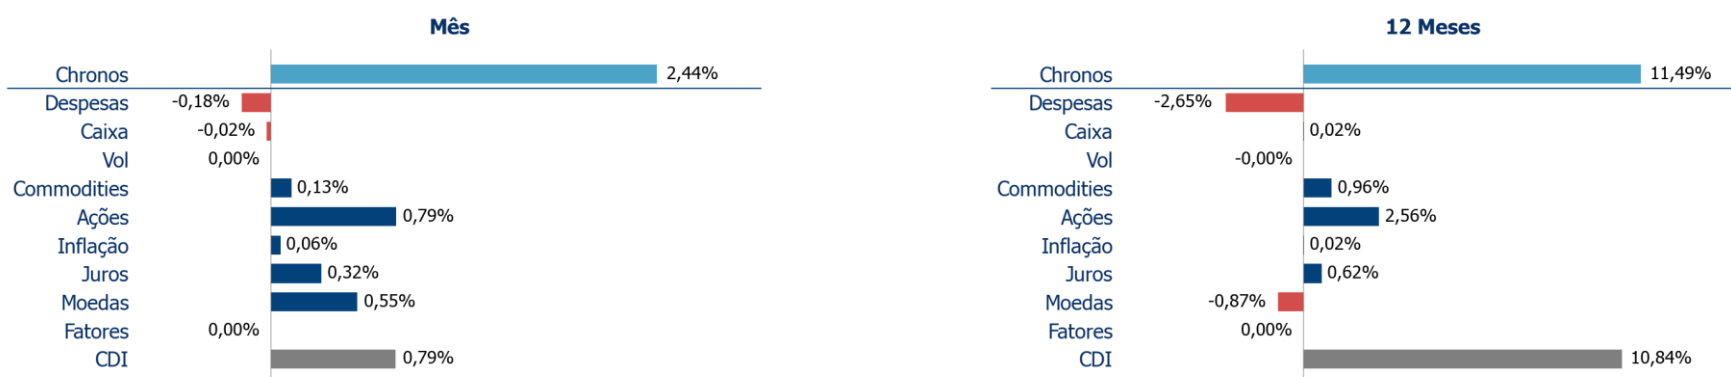 Mês
Chronos 2,44%
Despesas -0,18%
Caixa -0,02%
Vol 0,00%
Commodities 0,13%
Ações 0,79%
Inflação 0,06%
Juros 0,32%
Moedas 0,55%
Fatores 0,00%
CDI 0,79%
12 Meses
Chronos 11,49%
Despesas -2,65%
Caixa 0,02%
Vol -0,00%
Commodities 0,96%
Ações 2,56%
Inflação 0,02%
Juros 0,62%
Moedas -0,87%
Fatores 0,00%
CDI 10,84%